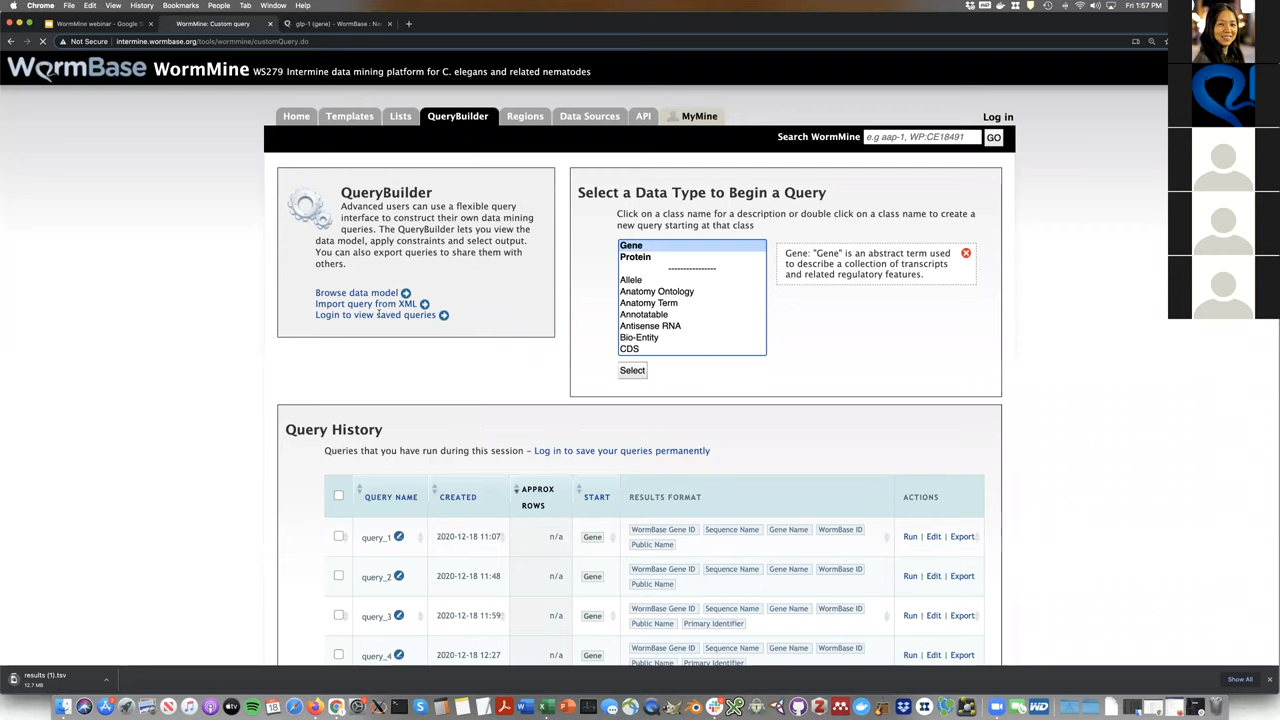 Chrome File Edit View History Bookmarks People Tab Window Help
Fri 1:57 PM
WormMine webinar - Google S
WormMine: Custom query
glp-1 (gene) - WormBase : Ne
Not Secure intermine.wormbase.org/tools/wormmine/customQuery.do
WORMBASE WormMine WS279 Intermine data mining platform for C. elegans and related nematodes
Home Templates Lists QueryBuilder Regions Data Sources API MyMine
Log in
Search WormMine e.g aap-1, WP:CE18491 GO
QueryBuilder
Advanced users can use a flexible query
interface to construct their own data mining
queries. The QueryBuilder lets you view the
data model, apply constraints and select output.
You can also export queries to share them with
others.
Browse data model
Import query from XML
Login to view saved queries
Select a Data Type to Begin a Query
Click on a class name for a description or double click on a class name to create a
new query starting at that class
Gene
Protein
--------------------
Allele
Anatomy Ontology
Anatomy Term
Annotatable
Antisense RNA
Bio-Entity
CDS
Select
Gene: "Gene" is an abstract term used
to describe a collection of transcripts
and related regulatory features.
Query History
Queries that you have run during this session - Log in to save your queries permanently
QUERY NAME CREATED APPROX ROWS START RESULTS FORMAT ACTIONS
query_1 2020-12-18 11:07 n/a Gene WormBase Gene ID Sequence Name Gene Name WormBase ID Run | Edit | Export
Public Name
query_2 2020-12-18 11:48 n/a Gene WormBase Gene ID Sequence Name Gene Name WormBase ID Run | Edit | Export
Public Name
query_3 2020-12-18 11:59 n/a Gene WormBase Gene ID Sequence Name Gene Name WormBase ID Run | Edit | Export
Public Name Primary Identifier
query_4 2020-12-18 12:27 n/a Gene WormBase Gene ID Sequence Name Gene Name WormBase ID Run | Edit | Export
Public Name Primary Identifier
results (1).tsv
12.7 MB
Show All